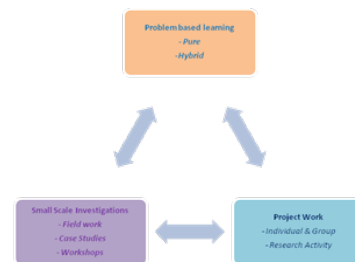 Problem based learning
- Pure
-Hybrid
Small Scale Investigations
- Field work
- Case Studies
- Workshops
Project Work
- Individual & Group
- Research Activity